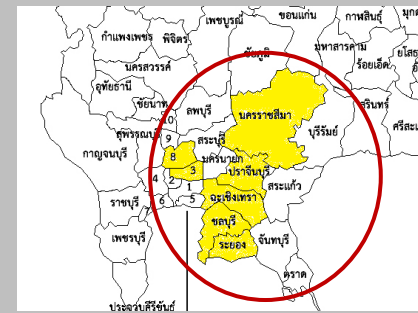 เพชรบูรณ์
ขอนแก่น
กาฬสินธุ์
กำแพงเพชร
พิจิตร
มหาสารคาม
ร้อยเอ็ด
ชัยภูมิ
นครสวรรค์
อุทัยธานี
ชัยนาท
ลพบุรี
นครราชสีมา
สุรินทร์
บุรีรัมย์
10
สุพรรณบุรี
9
สระบุรี
กาญจนบุรี
8
นครนายก
3
ปราจีนบุรี
4
2
1
สระแก้ว
ราชบุรี
6
5
ฉะเชิงเทรา
ชลบุรี
เพชรบุรี
ระยอง
จันทบุรี
ตราด
ประจวบคีรีขันธ์